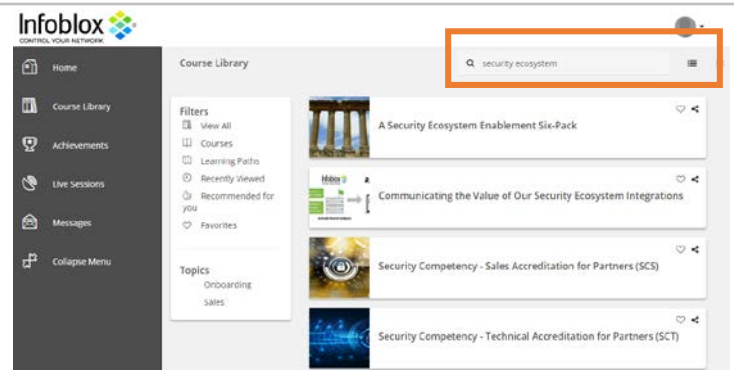 Infoblox
CONTROL YOUR NETWORK
Home
Course Library
Achievements
Live Sessions
Messages
Collapse Menu
Course Library
security ecosystem
Filters
View All
Courses
Learning Paths
Recently Viewed
Recommended for
you
Favorites
Topics
Onboarding
Sales
A Security Ecosystem Enablement Six-Pack
Infoblox
Communicating the Value of Our Security Ecosystem Integrations
Security Competency - Sales Accreditation for Partners (SCS)
Security Competency - Technical Accreditation for Partners (SCT)